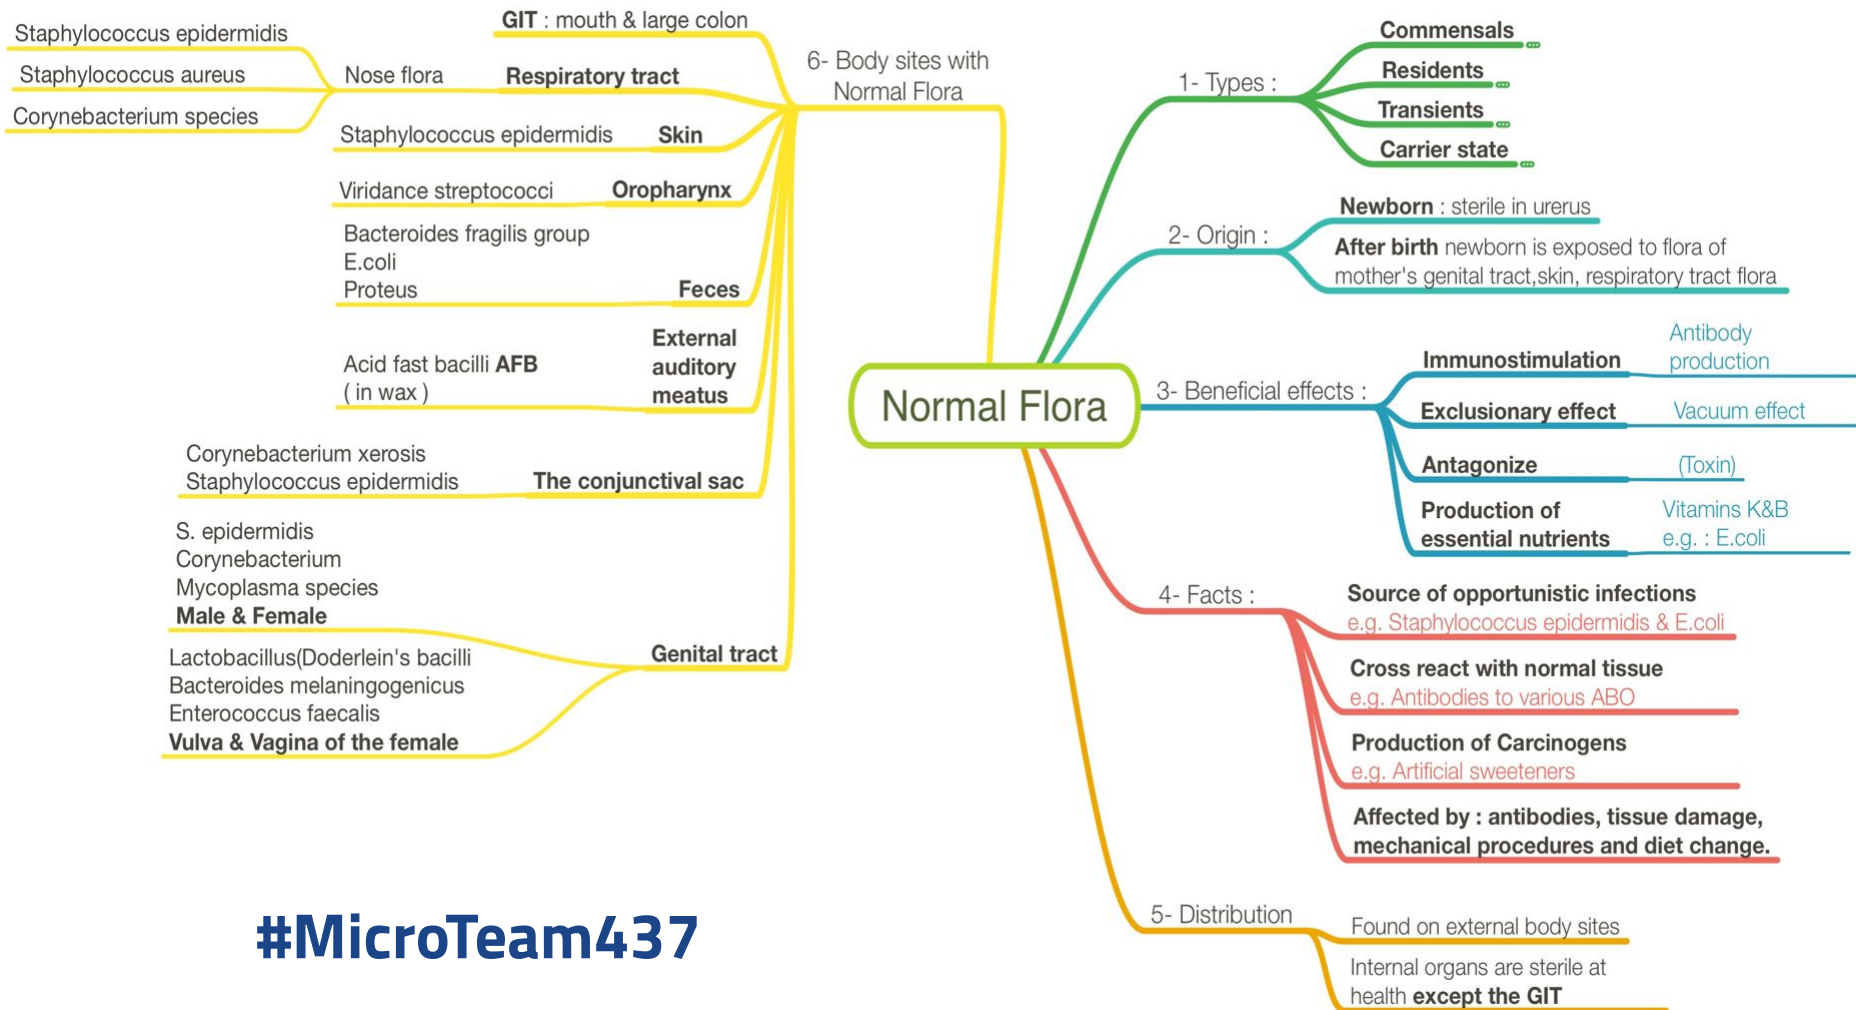 Normal Flora
1- Types :
Commensals
Residents
Transients
Carrier state
2- Origin :
Newborn : sterile in urerus
After birth newborn is exposed to flora of
mother's genital tract,skin, respiratory tract flora
3- Beneficial effects :
Immunostimulation
Antibody
production
Exclusionary effect
Vacuum effect
Antagonize
(Toxin)
Production of
essential nutrients
Vitamins K&B
e.g. : E.coli
4- Facts :
Source of opportunistic infections
e.g. Staphylococcus epidermidis & E.coli
Cross react with normal tissue
e.g. Antibodies to various ABO
Production of Carcinogens
e.g. Artificial sweeteners
Affected by : antibodies, tissue damage,
mechanical procedures and diet change.
5- Distribution
Found on external body sites
Internal organs are sterile at
health except the GIT
6- Body sites with
Normal Flora
GIT : mouth & large colon
Respiratory tract
Nose flora
Staphylococcus epidermidis
Staphylococcus aureus
Corynebacterium species
Skin
Staphylococcus epidermidis
Oropharynx
Viridance streptococci
Feces
Bacteroides fragilis group
E.coli
Proteus
External
auditory
meatus
Acid fast bacilli AFB
( in wax )
The conjunctival sac
Corynebacterium xerosis
Staphylococcus epidermidis
Genital tract
S. epidermidis
Corynebacterium
Mycoplasma species
Male & Female
Lactobacillus(Doderlein's bacilli
Bacteroides melaningogenicus
Enterococcus faecalis
Vulva & Vagina of the female
#MicroTeam437